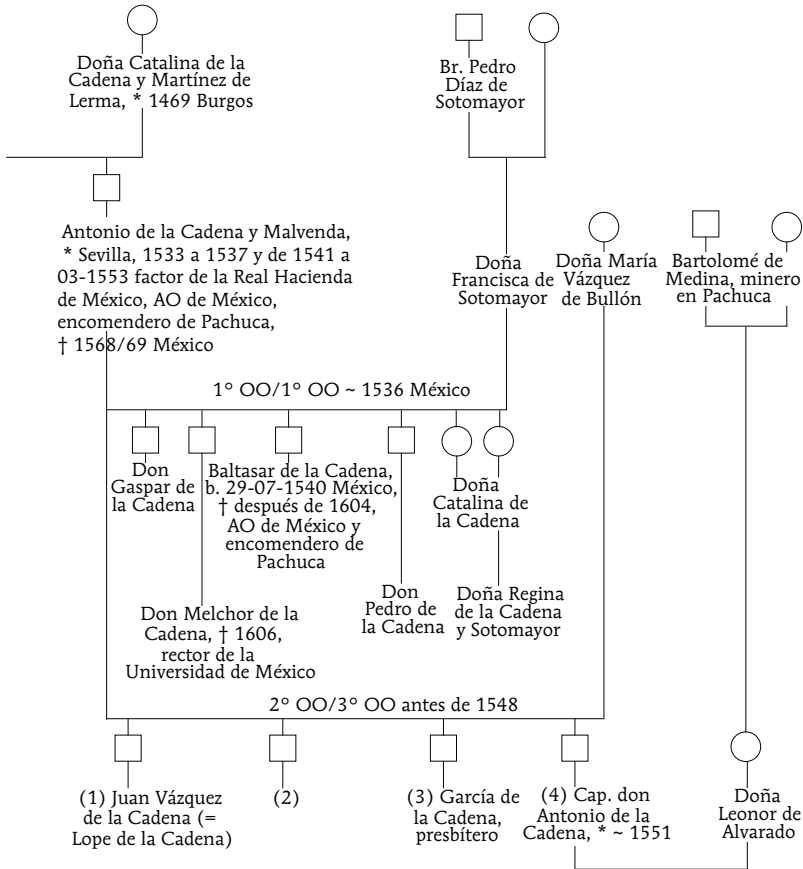 Doña Catalina de la
Cadena y Martínez de
Lerma, * 1469 Burgos
Br. Pedro
Díaz de
Sotomayor
Antonio de la Cadena y Malvenda,
* Sevilla, 1533 a 1537 y de 1541 a
03-1553 factor de la Real Hacienda
de México, AO de México,
encomendero de Pachuca,
† 1568/69 México
Doña
Francisca de
Sotomayor
Doña María
Vázquez
de Bullón
Bartolomé de
Medina, minero
en Pachuca
1° OO/1° OO ~ 1536 México
Don
Gaspar de
la Cadena
Baltasar de la Cadena,
b. 29-07-1540 México,
† después de 1604,
AO de México y
encomendero de
Pachuca
Doña
Catalina de
la Cadena
Don Melchor de la
Cadena, † 1606,
rector de la
Universidad de México
Don
Pedro de
la Cadena
Doña Regina
de la Cadena
y Sotomayor
2° OO/3° OO antes de 1548
(1) Juan Vázquez
de la Cadena (=
Lope de la Cadena)
(2)
(3) García de
la Cadena,
presbítero
(4) Cap. don
Antonio de la
Cadena, * ~ 1551
Doña
Leonor de
Alvarado